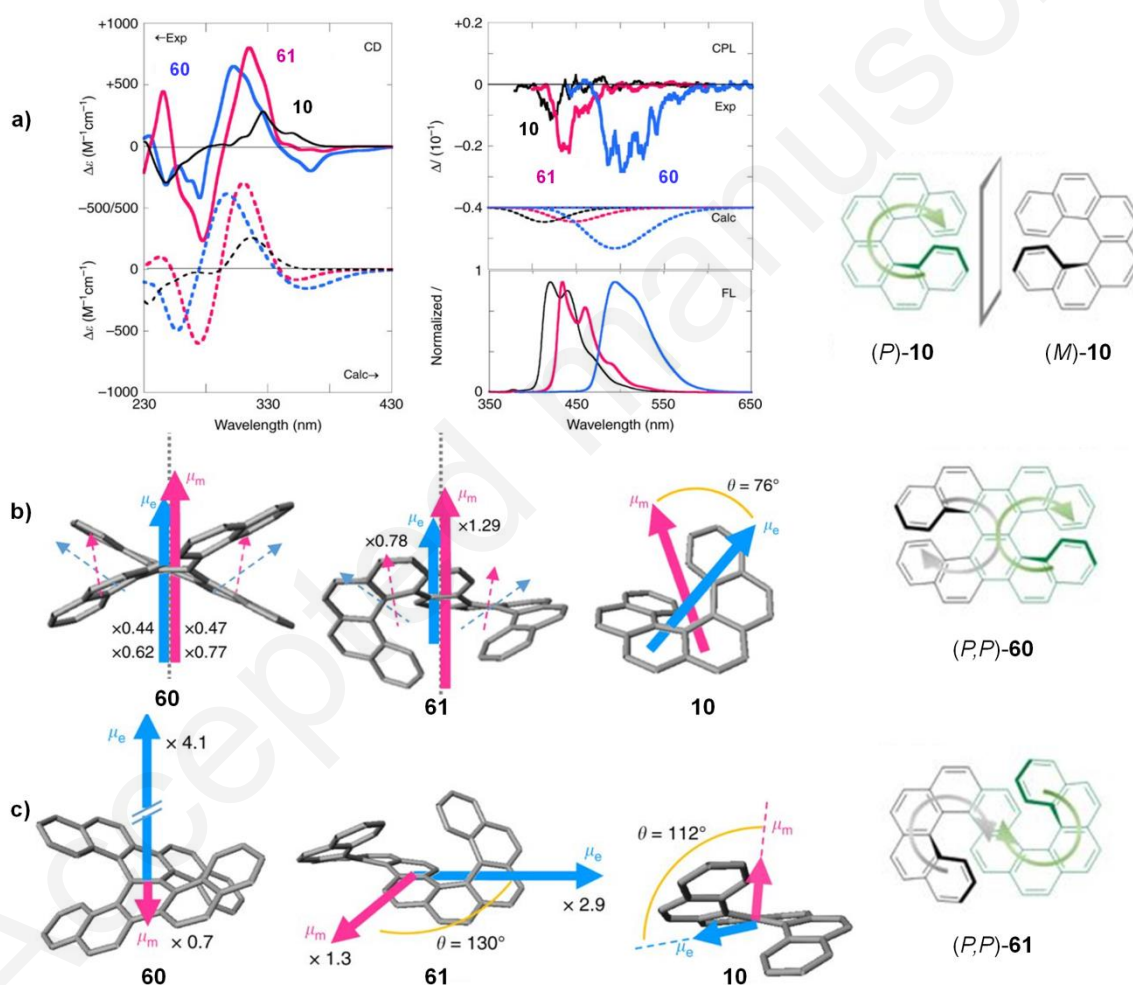 a)
+1000
+500
0
−500/500
0
−500
−1000
Δε (M⁻¹cm⁻¹)
Δε (M⁻¹cm⁻¹)
←Exp
CD
60
61
10
Calc→
230
330
430
Wavelength (nm)
+0.2
0
−0.2
−0.4
Δ/ (10⁻¹)
CPL
Exp
10
61
60
Calc
1
0
Normalized /
FL
350
450
550
650
Wavelength (nm)
(P)-10
(M)-10
b)
μe
μm
×0.44
×0.62
×0.47
×0.77
60
μe
μm
×0.78
×1.29
61
μm
θ = 76°
μe
10
(P,P)-60
c)
μe
× 4.1
μm
× 0.7
60
μe
× 2.9
μm
× 1.3
θ = 130°
61
θ = 112°
μm
μe
10
(P,P)-61
Accepted manus